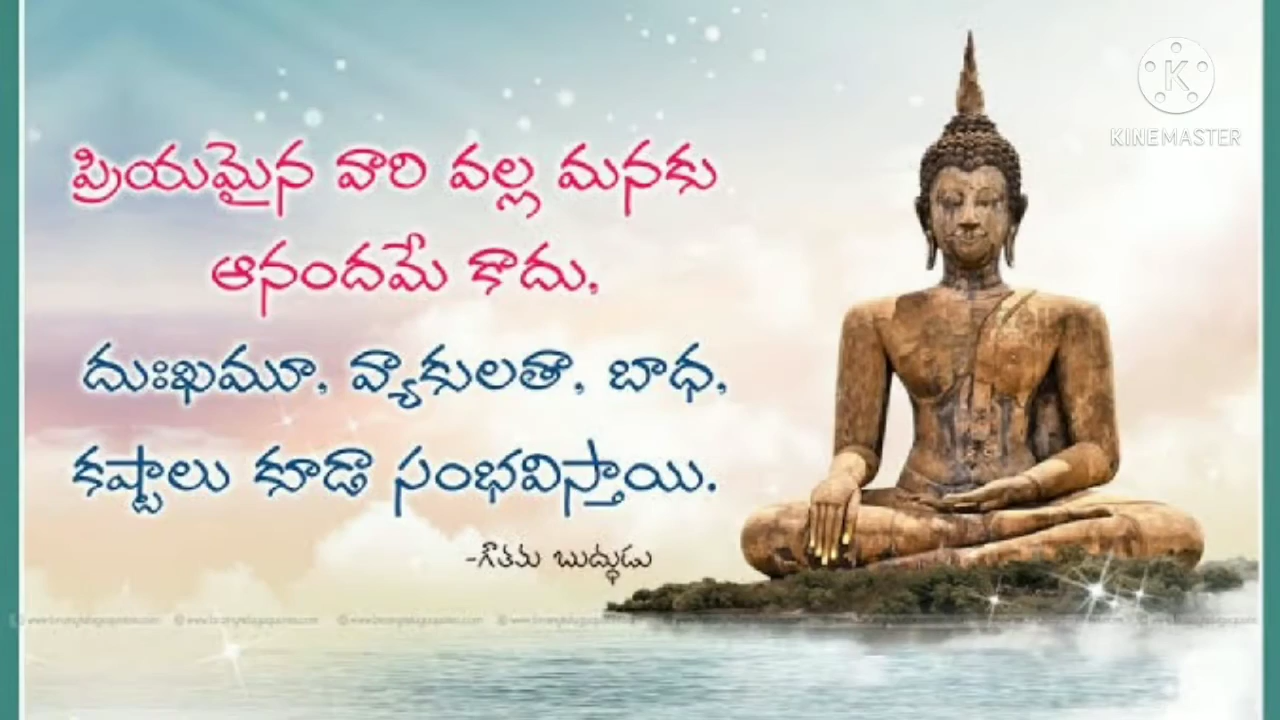 ప్రియమైన వారి వల్ల మనకు
ఆనందమే కాదు,
దుఃఖమూ, వ్యాకులతా, బాధ,
కష్టాలు కూడా సంభవిస్తాయి.
-గౌతమ బుద్ధుడు
K
KINEMASTER